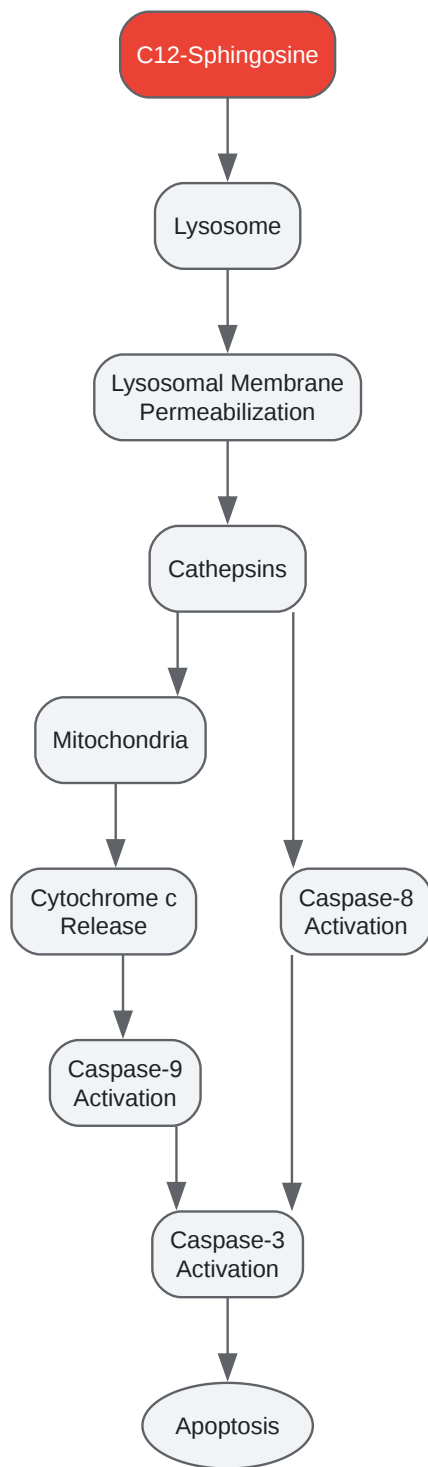 C12-Sphingosine
Lysosome
Lysosomal Membrane
Permeabilization
Cathepsins
Mitochondria
Cytochrome c
Release
Caspase-8
Activation
Caspase-9
Activation
Caspase-3
Activation
Apoptosis